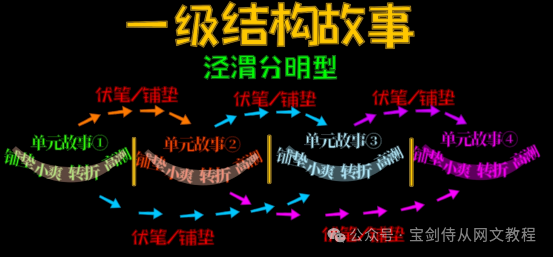 一级结构故事
泾渭分明型
伏笔/铺垫 伏笔/铺垫 伏笔/铺垫
单元故事① 单元故事② 单元故事③ 单元故事④
铺垫 小爽 转折 高潮 铺垫 小爽 转折 高潮 铺垫 小爽 转折 高潮 铺垫 小爽 转折 高潮
伏笔/铺垫 伏笔/铺垫
公众号 · 宝剑侍从网文教程